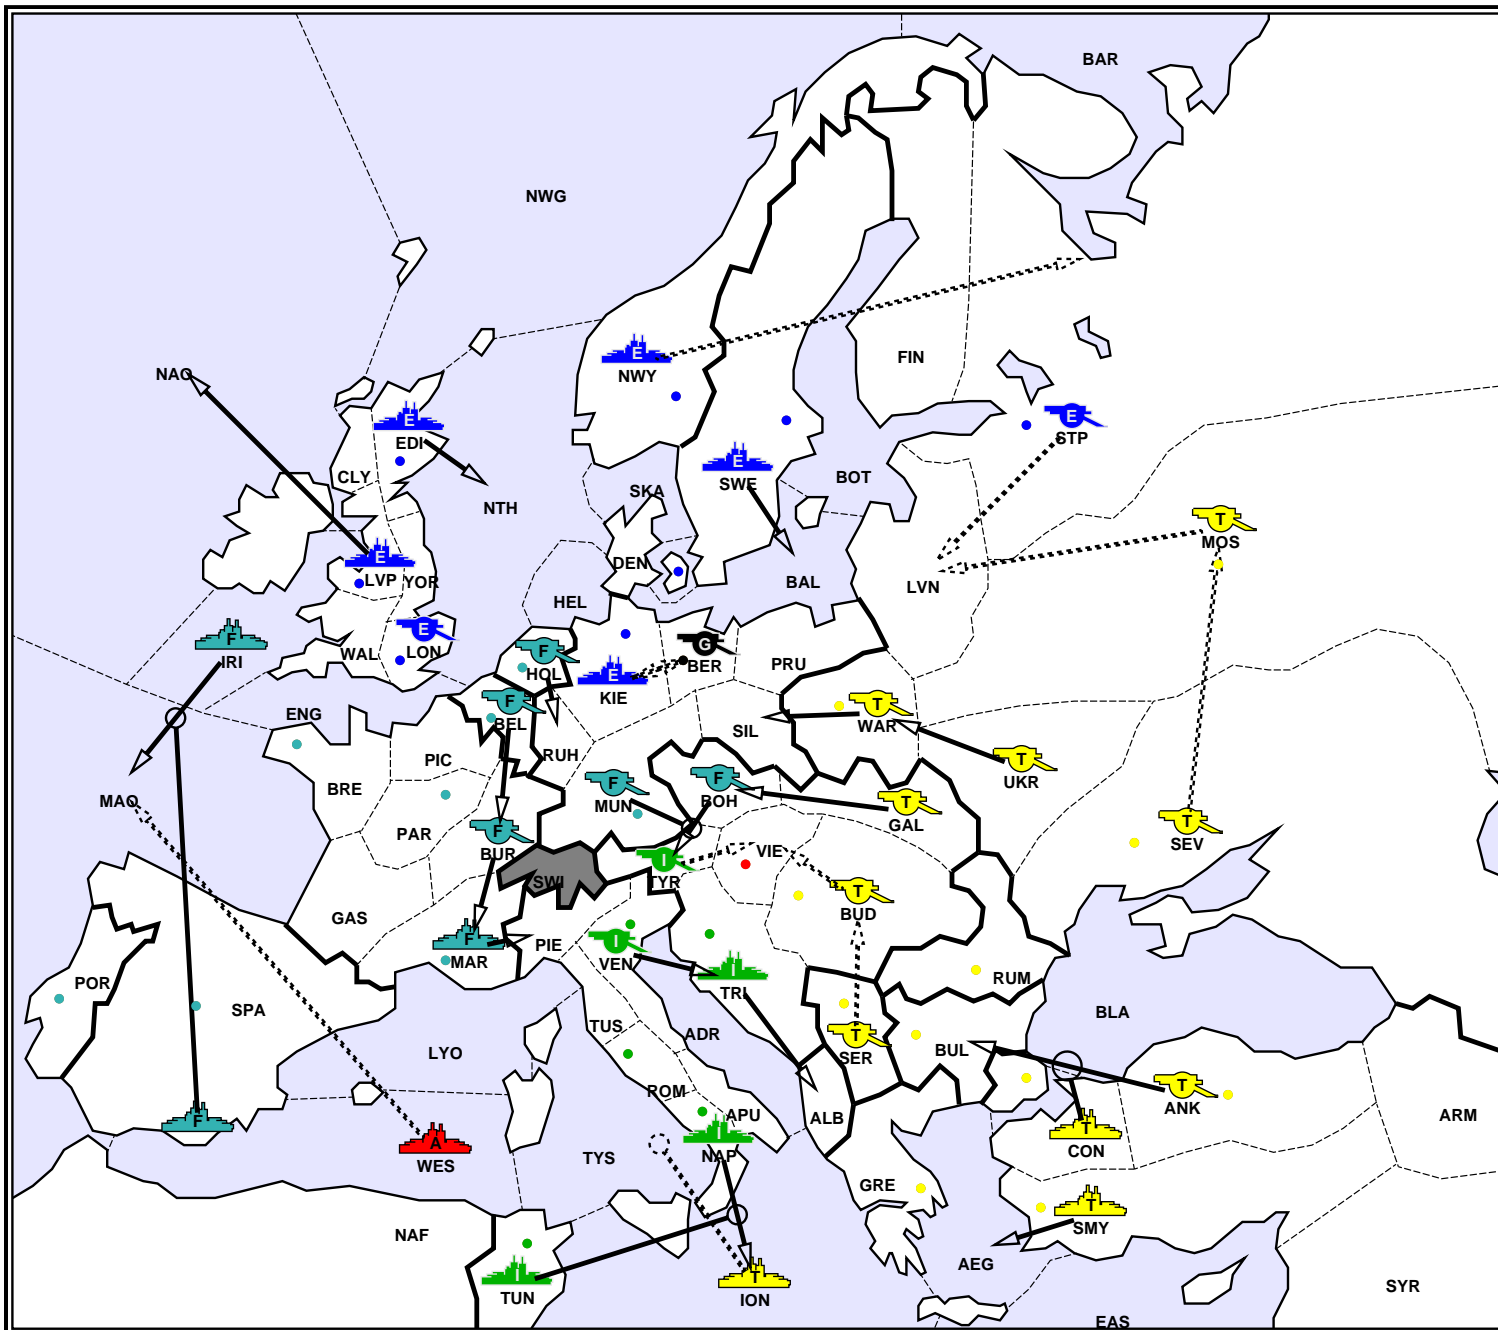 BAR
NWG
E
NWY
FIN
NAO
E
EDI
E
STP
CLY
E
SWE
SKA
BOT
NTH
T
MOS
E
LVP
YOR
DEN
BAL
LVN
HEL
F
IRI
WAL
E
LON
F
HOL
G
BER
PRU
E
KIE
ENG
F
BEL
T
WAR
SIL
PIC
RUH
T
UKR
BRE
F
MUN
F
BOH
T
GAL
MAO
PAR
F
BUR
T
SEV
VIE
I
TYR
SWI
T
BUD
GAS
F
MAR
PIE
I
VEN
I
TRI
RUM
POR
SPA
BLA
TUS
ADR
T
SER
BUL
LYO
ROM
T
ANK
F
APU
ALB
ARM
A
WES
I
NAP
T
CON
TYS
GRE
T
SMY
NAF
AEG
I
TUN
T
ION
SYR
EAS